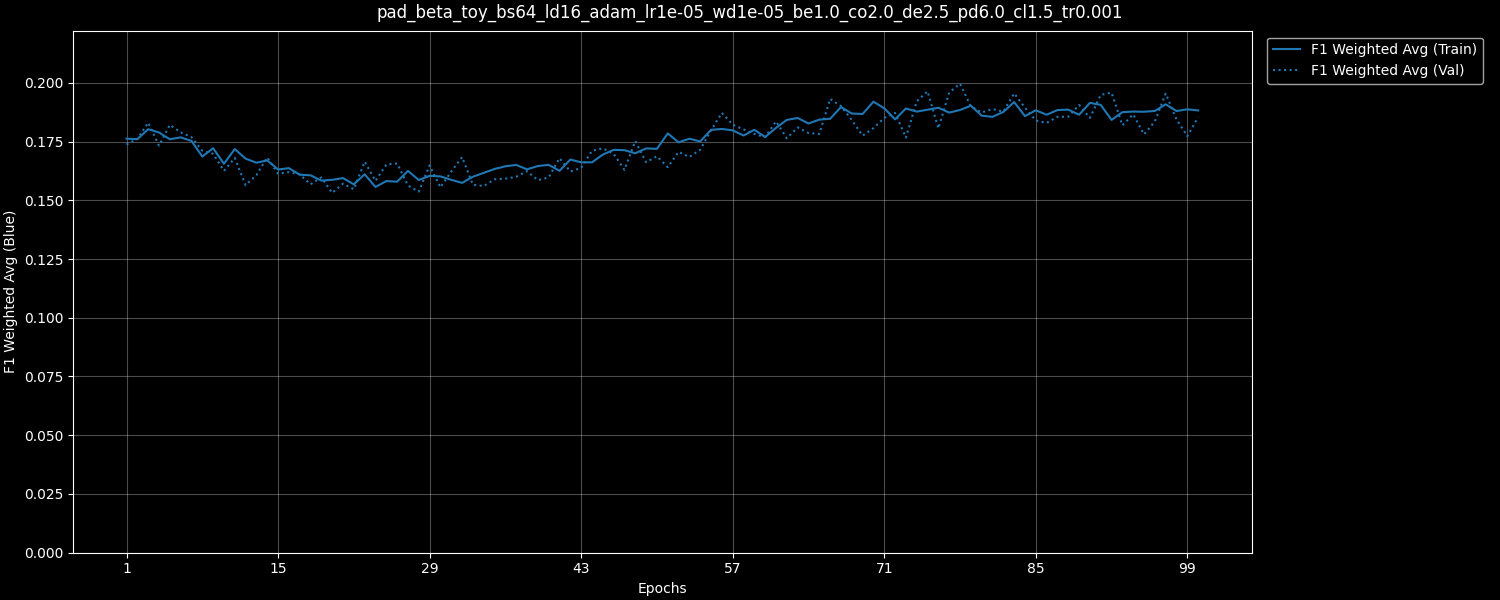 pad_beta_toy_bs64_ld16_adam_lr1e-05_wd1e-05_be1.0_co2.0_de2.5_pd6.0_cl1.5_tr0.001
F1 Weighted Avg (Train)
F1 Weighted Avg (Val)
F1 Weighted Avg (Blue)
0.200
0.175
0.150
0.125
0.100
0.075
0.050
0.025
0.000
1 15 29 43 57 71 85 99
Epochs